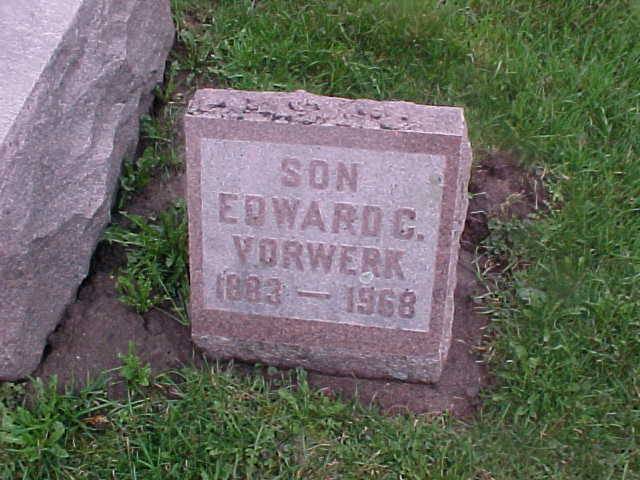 SON
EDWARD C.
VORWERK
1883 — 1968